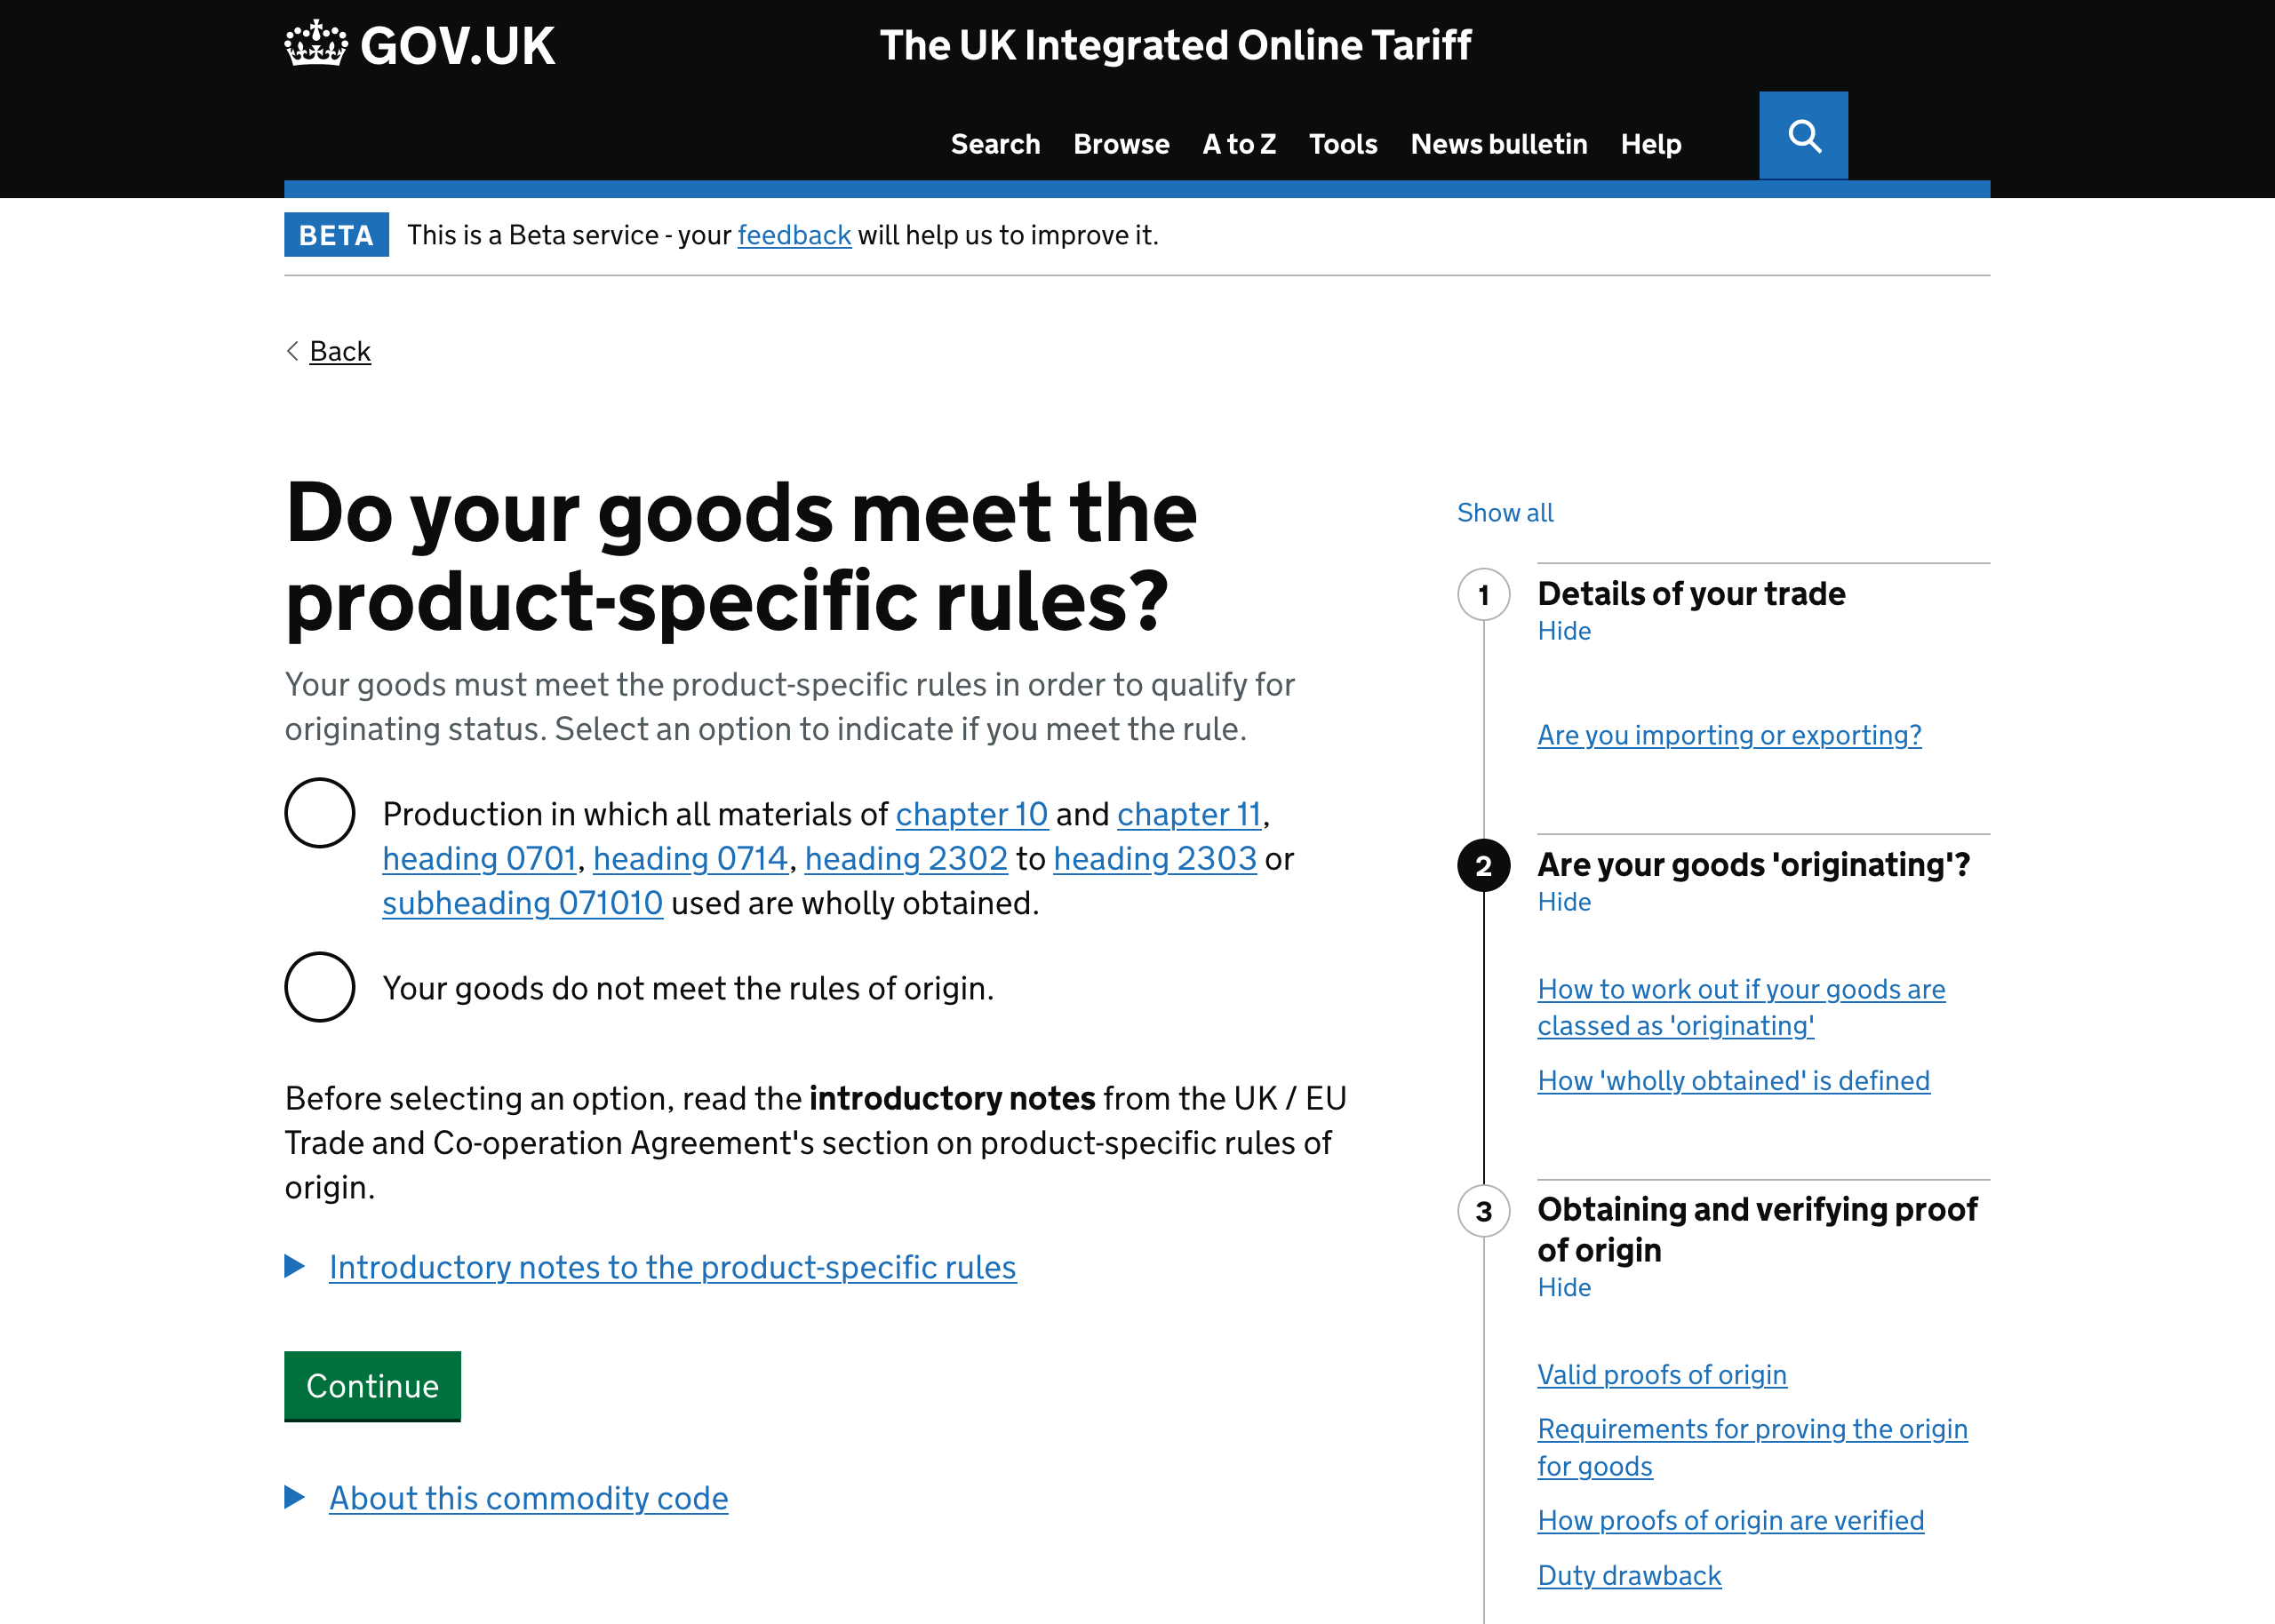 GOV.UK
The UK Integrated Online Tariff
Search Browse A to Z Tools News bulletin Help
BETA This is a Beta service - your feedback will help us to improve it.
Back
Do your goods meet the
product-specific rules?
Your goods must meet the product-specific rules in order to qualify for
originating status. Select an option to indicate if you meet the rule.
Production in which all materials of chapter 10 and chapter 11,
heading 0701, heading 0714, heading 2302 to heading 2303 or
subheading 071010 used are wholly obtained.
Your goods do not meet the rules of origin.
Before selecting an option, read the introductory notes from the UK / EU
Trade and Co-operation Agreement's section on product-specific rules of
origin.
Introductory notes to the product-specific rules
Continue
About this commodity code
Show all
1 Details of your trade
Hide
Are you importing or exporting?
2 Are your goods 'originating'?
Hide
How to work out if your goods are
classed as 'originating'
How 'wholly obtained' is defined
3 Obtaining and verifying proof
of origin
Hide
Valid proofs of origin
Requirements for proving the origin
for goods
How proofs of origin are verified
Duty drawback